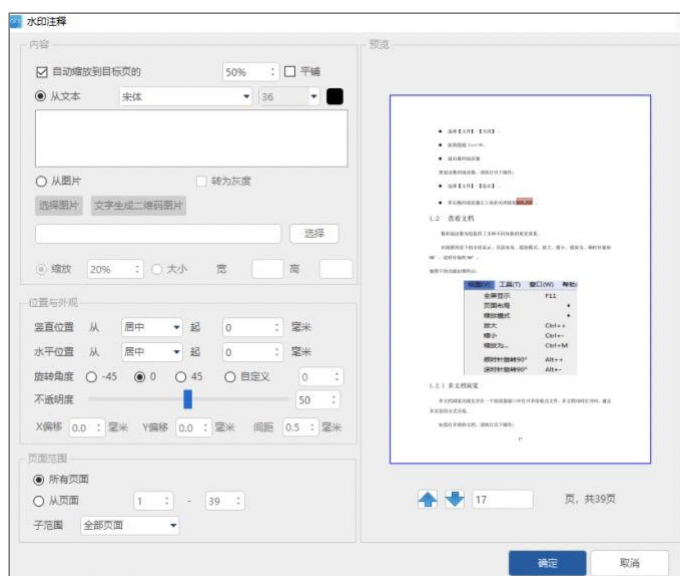 水印注释
内容
自动缩放到目标页的 50% 平铺
从文本 宋体 36
从图片 转为灰度
选择图片 文字生成二维码图片
选择
缩放 20% 大小 宽 高
位置与外观
竖直位置 从 居中 起 0 毫米
水平位置 从 居中 起 0 毫米
旋转角度 -45 0 45 自定义 0
不透明度 50
X偏移 0.0 毫米 Y偏移 0.0 毫米 间距 0.5 毫米
页面范围
所有页面
从页面 1 - 39
子范围 全部页面
预览
1.2 查看文档
视图(V) 工具(T) 窗口(W) 帮助
全屏显示 F11
页面布局
缩放模式
放大 Ctrl++
缩小 Ctrl+-
缩放为... Ctrl+M
顺时针旋转90° Alt++
逆时针旋转90° Alt+-
1.2.1 多文档阅览
17
17 页，共39页
确定 取消